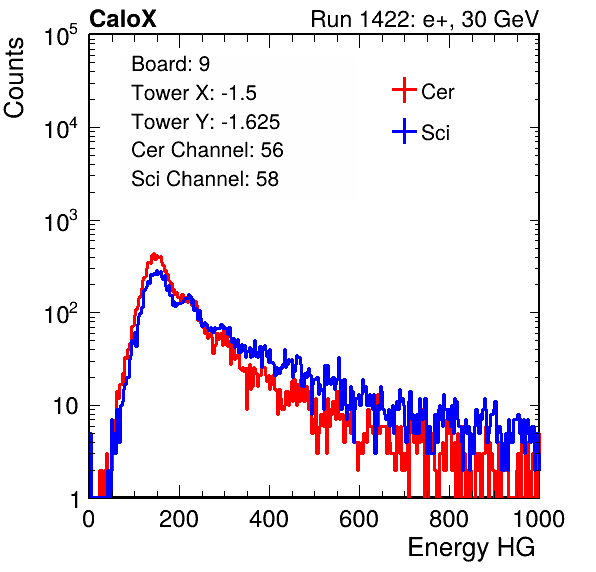 CaloX Run 1422: e+, 30 GeV
Counts
Board: 9
Tower X: -1.5
Tower Y: -1.625
Cer Channel: 56
Sci Channel: 58
Cer
Sci
10^5
10^4
10^3
10^2
10
1
0 200 400 600 800 1000
Energy HG